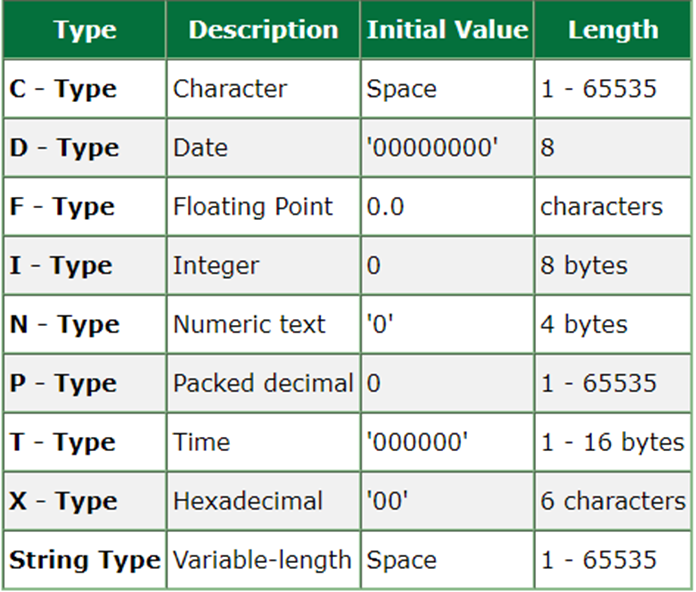 Type Description Initial Value Length
C - Type Character Space 1 - 65535
D - Type Date '00000000' 8
F - Type Floating Point 0.0 characters
I - Type Integer 0 8 bytes
N - Type Numeric text '0' 4 bytes
P - Type Packed decimal 0 1 - 65535
T - Type Time '000000' 1 - 16 bytes
X - Type Hexadecimal '00' 6 characters
String Type Variable-length Space 1 - 65535